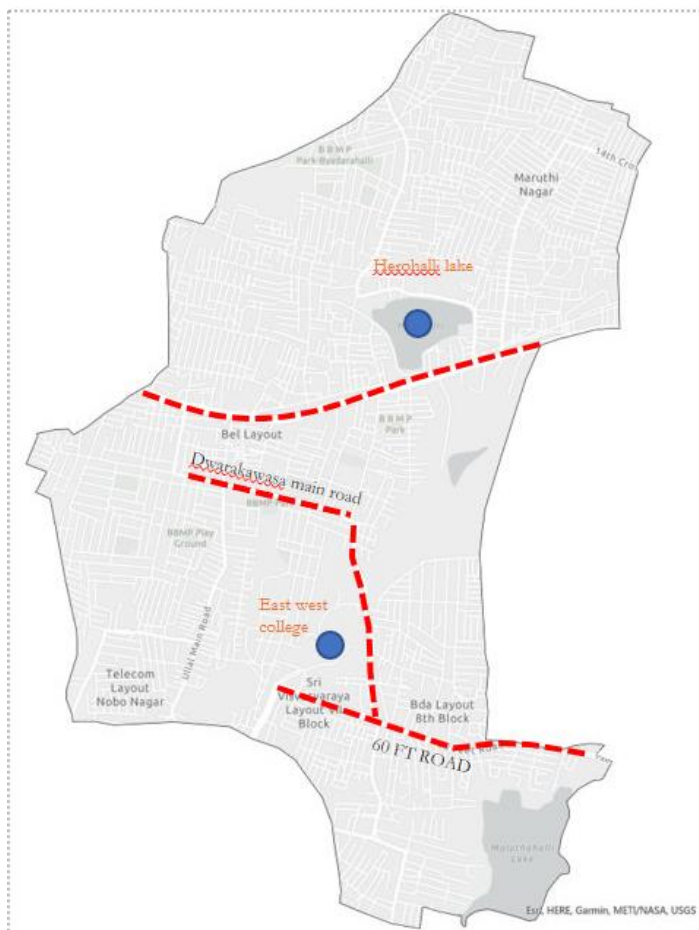 BBMP
Park-Byadarahalli
14th Cro
Maruthi
Nagar
Herohalli lake
BBMP
Park
Bel Layout
Dwarakawasa main road
BBMP Park
BBMP Play
Ground
Ullal Main Road
East west
college
Telecom
Layout
Nobo Nagar
Sri
Layout
Block
Bda Layout
8th Block
60 FT ROAD
Lake
Esri, HERE, Garmin, METI/NASA, USGS